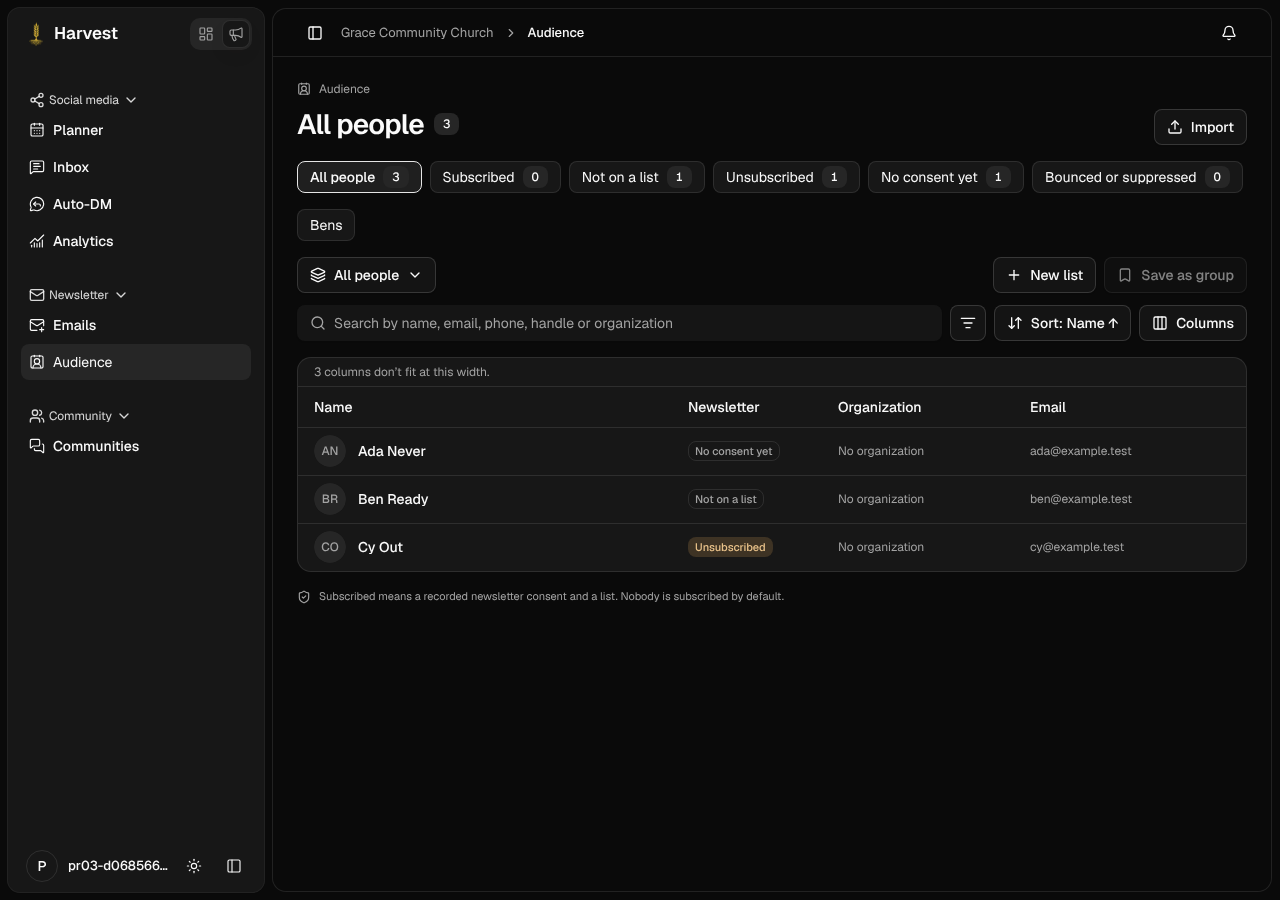 Harvest
Grace Community Church
Audience
Social media
Planner
Inbox
Auto-DM
Analytics
Newsletter
Emails
Audience
Community
Communities
P pr03-d068566…
Audience
All people 3
Import
All people 3 Subscribed 0 Not on a list 1 Unsubscribed 1 No consent yet 1 Bounced or suppressed 0
Bens
All people
New list Save as group
Search by name, email, phone, handle or organization
Sort: Name ↑ Columns
3 columns don't fit at this width.
Name Newsletter Organization Email
AN Ada Never No consent yet No organization ada@example.test
BR Ben Ready Not on a list No organization ben@example.test
CO Cy Out Unsubscribed No organization cy@example.test
Subscribed means a recorded newsletter consent and a list. Nobody is subscribed by default.